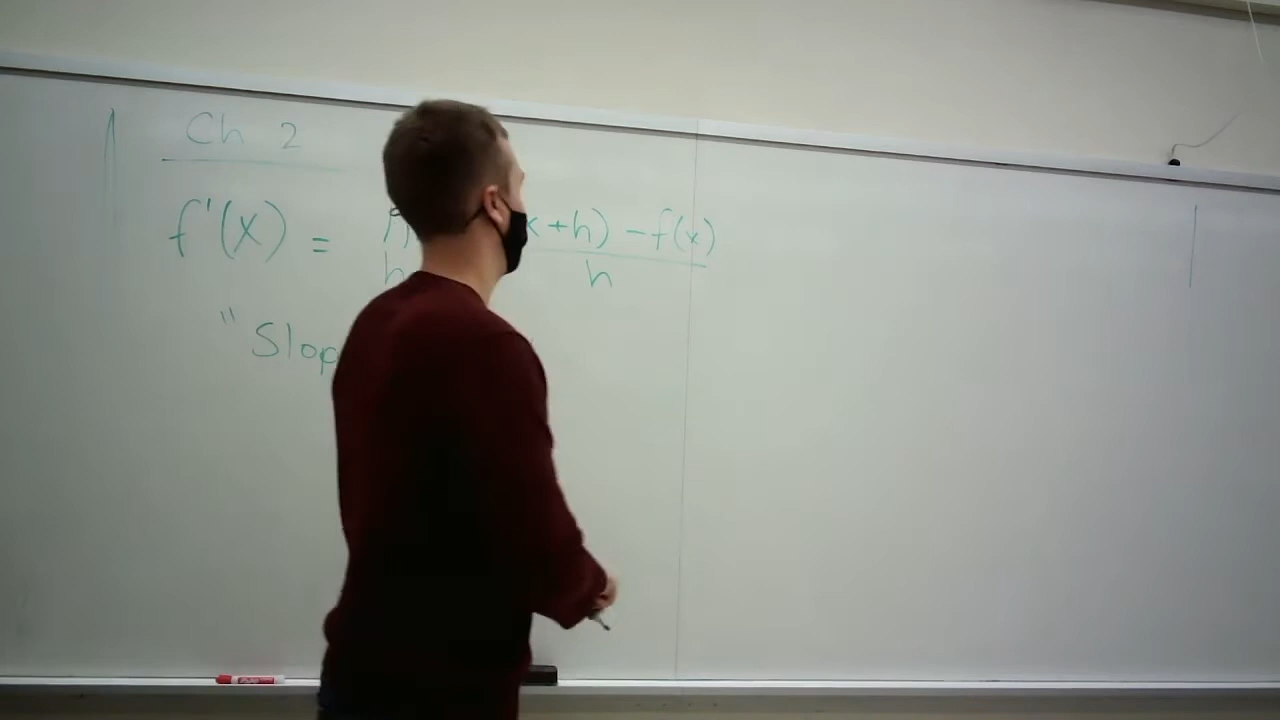 Ch 2
f'(x) = h +h) - f(x)
h
" Slop